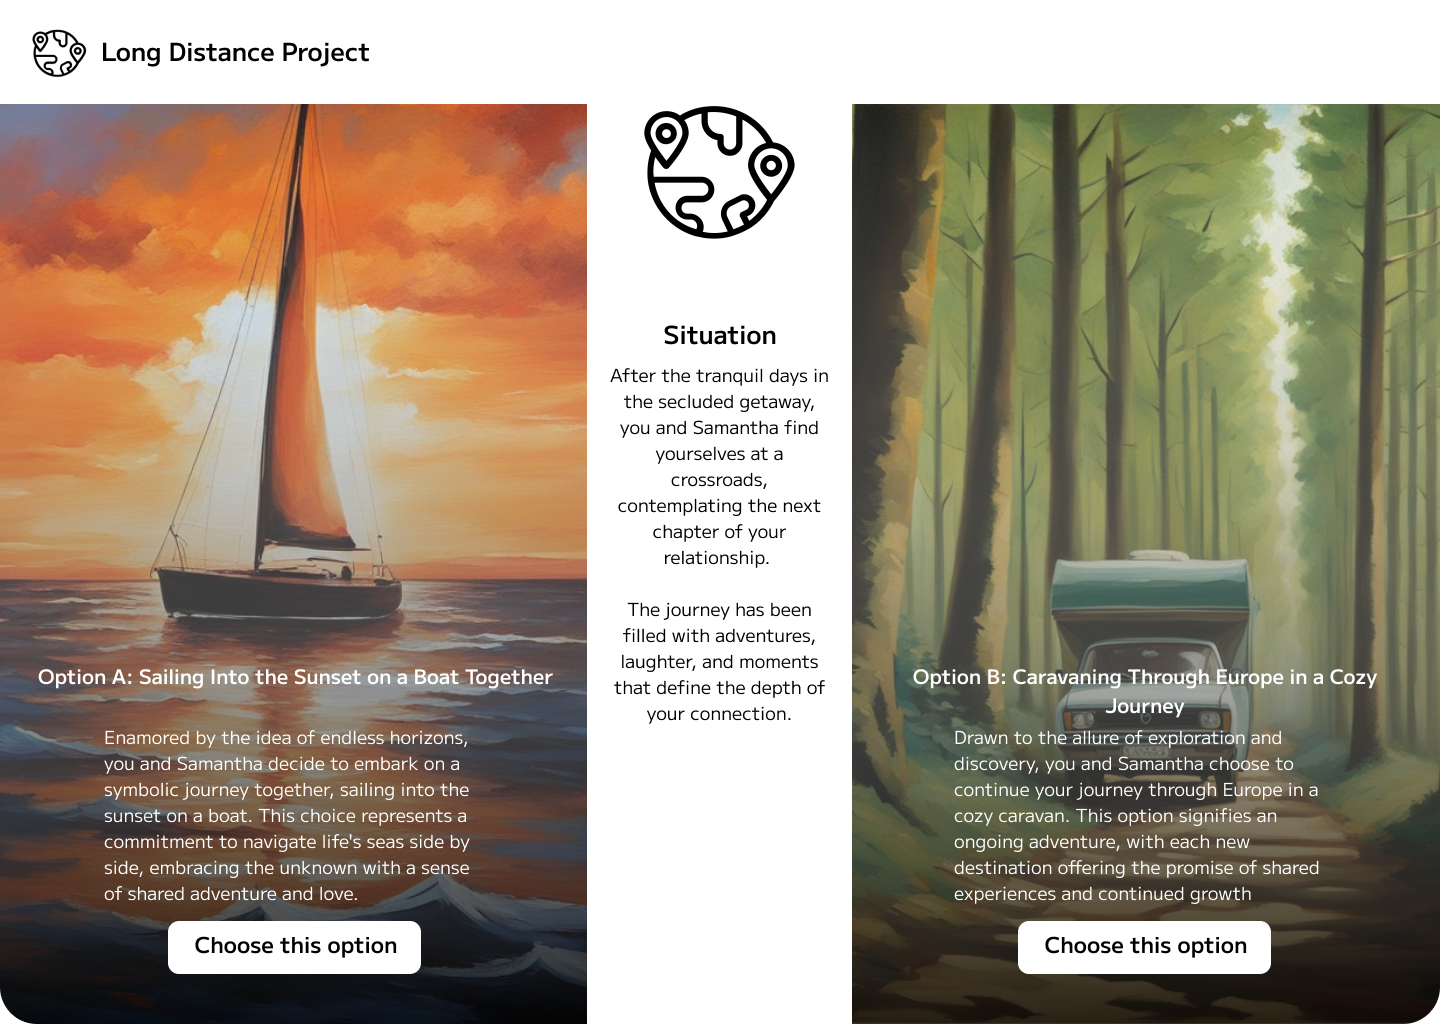 Long Distance Project
Option A: Sailing Into the Sunset on a Boat Together
Enamored by the idea of endless horizons,
you and Samantha decide to embark on a
symbolic journey together, sailing into the
sunset on a boat. This choice represents a
commitment to navigate life's seas side by
side, embracing the unknown with a sense
of shared adventure and love.
Choose this option
Situation
After the tranquil days in
the secluded getaway,
you and Samantha find
yourselves at a
crossroads,
contemplating the next
chapter of your
relationship.
The journey has been
filled with adventures,
laughter, and moments
that define the depth of
your connection.
Option B: Caravaning Through Europe in a Cozy
Journey
Drawn to the allure of exploration and
discovery, you and Samantha choose to
continue your journey through Europe in a
cozy caravan. This option signifies an
ongoing adventure, with each new
destination offering the promise of shared
experiences and continued growth
Choose this option